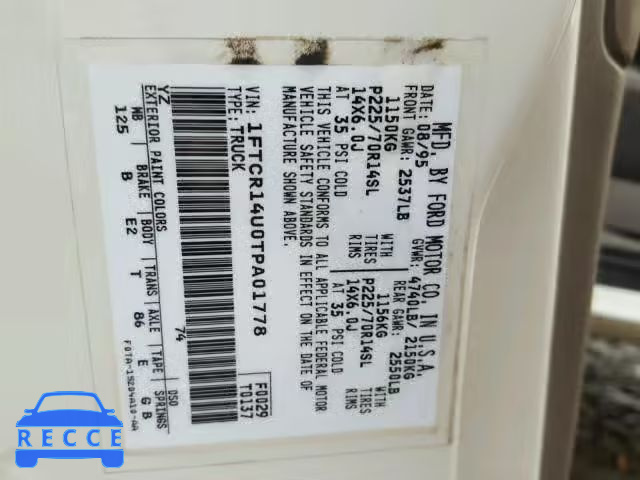 MFD. BY FORD MOTOR CO. IN U.S.A.
DATE: 08/95 GVWR: 4740LB/ 2150KG
FRONT GAWR: 2537LB REAR GAWR: 2550LB
1150KG 1156KG
P225/70R14SL TIRES P225/70R14SL
14X6.0J RIMS 14X6.0J
AT 35 PSI COLD AT 35 PSI COLD
THIS VEHICLE CONFORMS TO ALL APPLICABLE FEDERAL MOTOR
VEHICLE SAFETY STANDARDS IN EFFECT ON THE DATE OF
MANUFACTURE SHOWN ABOVE.
VIN: 1FTCR14U0TPA01778
TYPE: TRUCK
F0029
T0137
EXTERIOR PAINT COLORS DSO
YZ 74
WB BRAKE BODY TRANS AXLE TAPE SPRINGS
125 B E2 T 86 E GB
F0TA-15204A10-AA
RECCE